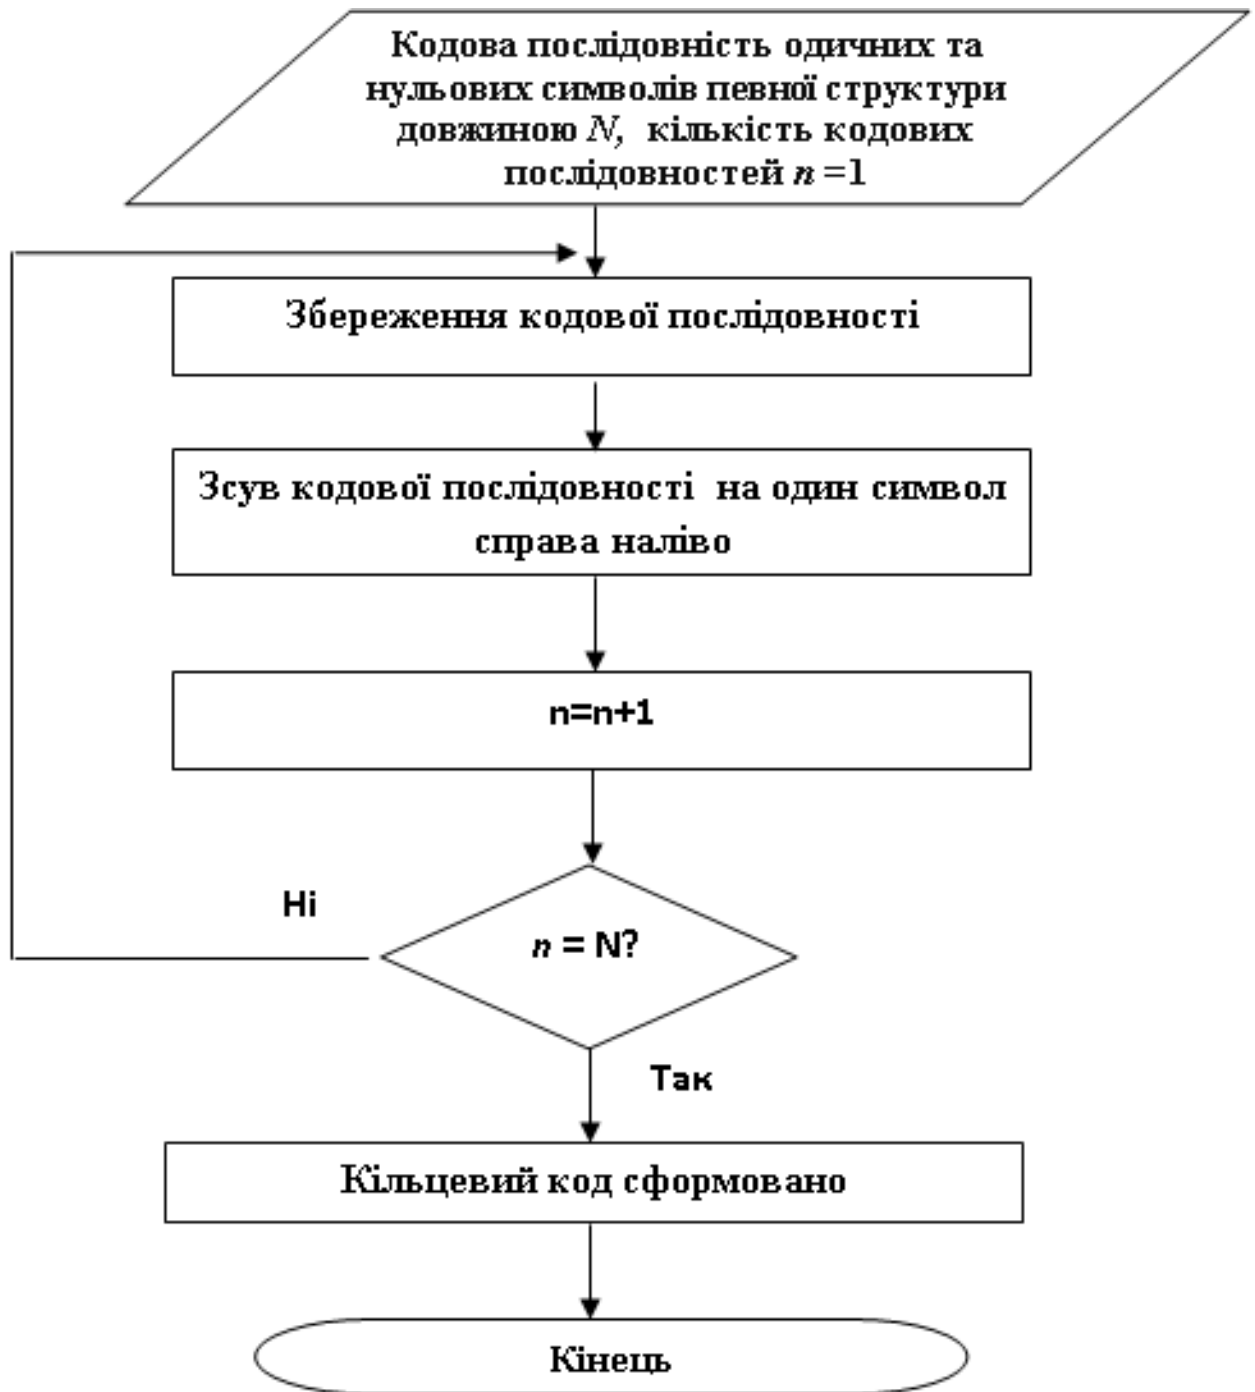 Кодова послідовність одичних та
нульових символів певної структури
довжиною N, кількість кодових
послідовностей n =1
Збереження кодової послідовності
Зсув кодової послідовності на один символ
справа наліво
n=n+1
Ні
n = N?
Так
Кільцевий код сформовано
Кінець